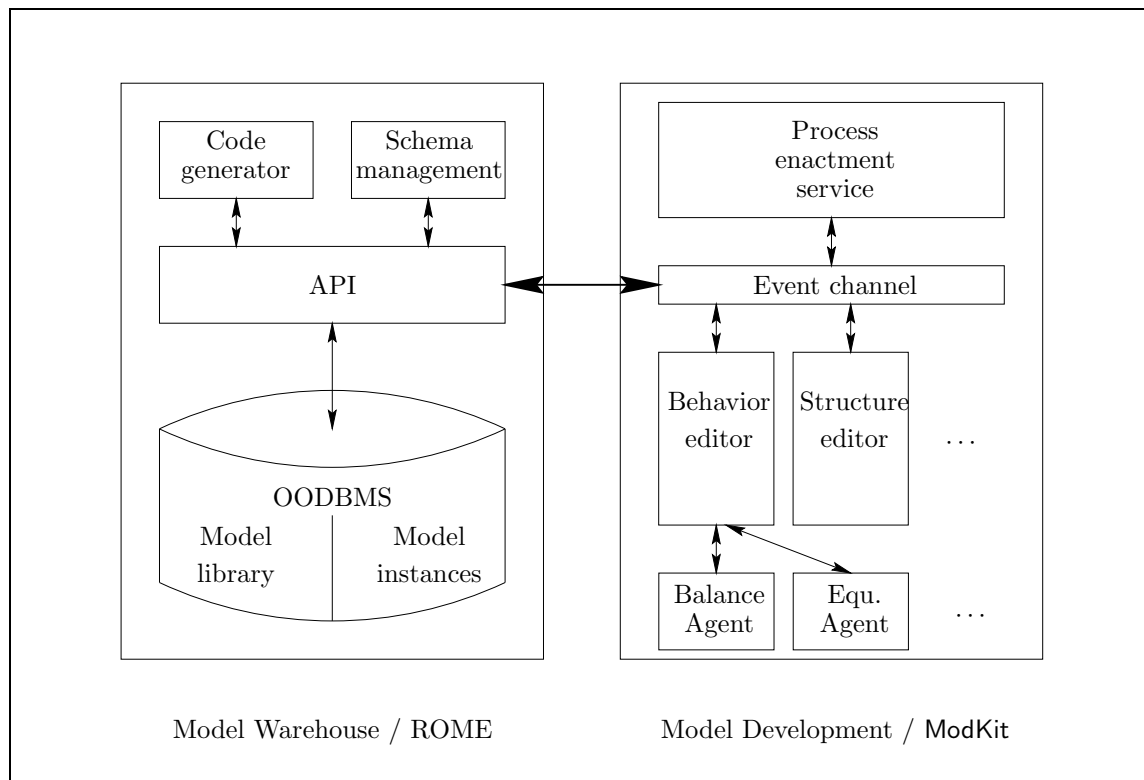 Code
generator
Schema
management
API
OODBMS
Model
library
Model
instances
Model Warehouse / ROME
Process
enactment
service
Event channel
Behavior
editor
Structure
editor
...
Balance
Agent
Equ.
Agent
...
Model Development / ModKit